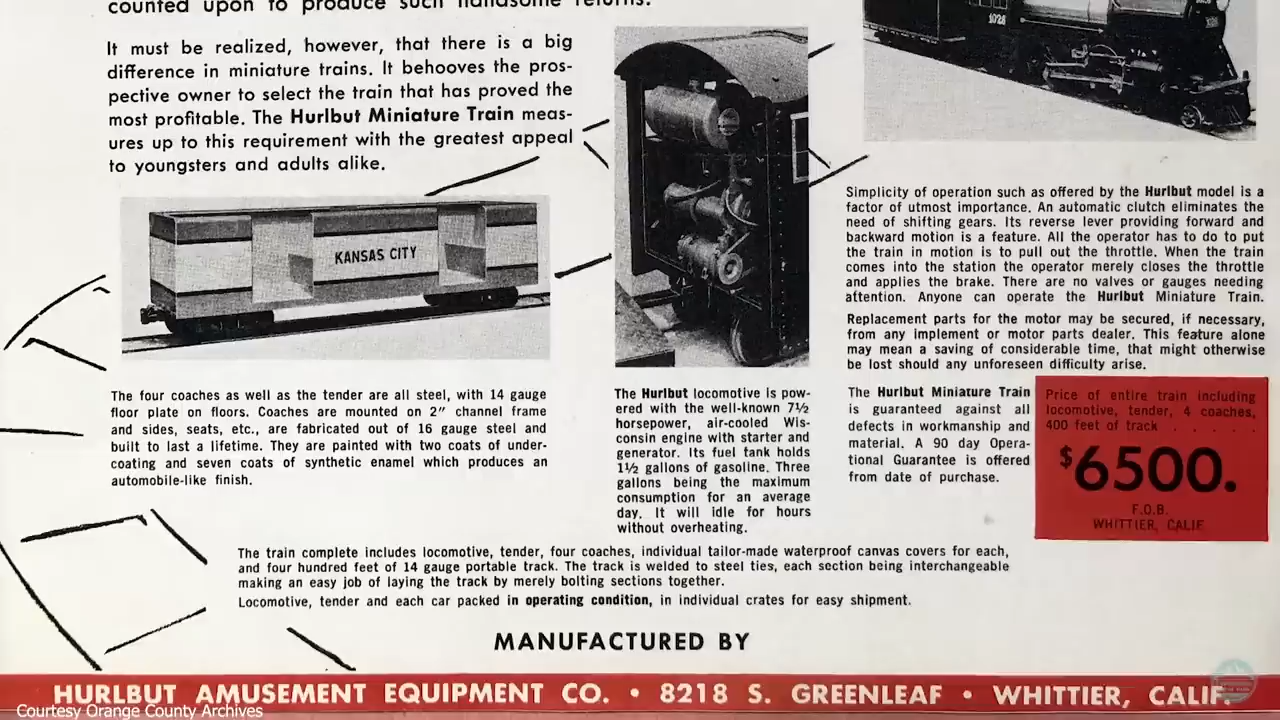 counted upon to produce such handsome returns.
It must be realized, however, that there is a big
difference in miniature trains. It behooves the pros-
pective owner to select the train that has proved the
most profitable. The Hurlbut Miniature Train meas-
ures up to this requirement with the greatest appeal
to youngsters and adults alike.
1028
KANSAS CITY
The four coaches as well as the tender are all steel, with 14 gauge
floor plate on floors. Coaches are mounted on 2" channel frame
and sides, seats, etc., are fabricated out of 16 gauge steel and
built to last a lifetime. They are painted with two coats of under-
coating and seven coats of synthetic enamel which produces an
automobile-like finish.
The Hurlbut locomotive is pow-
ered with the well-known 7½
horsepower, air-cooled Wis-
consin engine with starter and
generator. Its fuel tank holds
1½ gallons of gasoline. Three
gallons being the maximum
consumption for an average
day. It will idle for hours
without overheating.
Simplicity of operation such as offered by the Hurlbut model is a
factor of utmost importance. An automatic clutch eliminates the
need of shifting gears. Its reverse lever providing forward and
backward motion is a feature. All the operator has to do to put
the train in motion is to pull out the throttle. When the train
comes into the station the operator merely closes the throttle
and applies the brake. There are no valves or gauges needing
attention. Anyone can operate the Hurlbut Miniature Train.
Replacement parts for the motor may be secured, if necessary,
from any implement or motor parts dealer. This feature alone
may mean a saving of considerable time, that might otherwise
be lost should any unforeseen difficulty arise.
The Hurlbut Miniature Train
is guaranteed against all
defects in workmanship and
material. A 90 day Opera-
tional Guarantee is offered
from date of purchase.
Price of entire train including
locomotive, tender, 4 coaches,
400 feet of track . . . . .
$6500.
F.O.B.
WHITTIER, CALIF.
The train complete includes locomotive, tender, four coaches, individual tailor-made waterproof canvas covers for each,
and four hundred feet of 14 gauge portable track. The track is welded to steel ties, each section being interchangeable
making an easy job of laying the track by merely bolting sections together.
Locomotive, tender and each car packed in operating condition, in individual crates for easy shipment.
MANUFACTURED BY
HURLBUT AMUSEMENT EQUIPMENT CO. • 8218 S. GREENLEAF • WHITTIER, CALIF.
Courtesy Orange County Archives